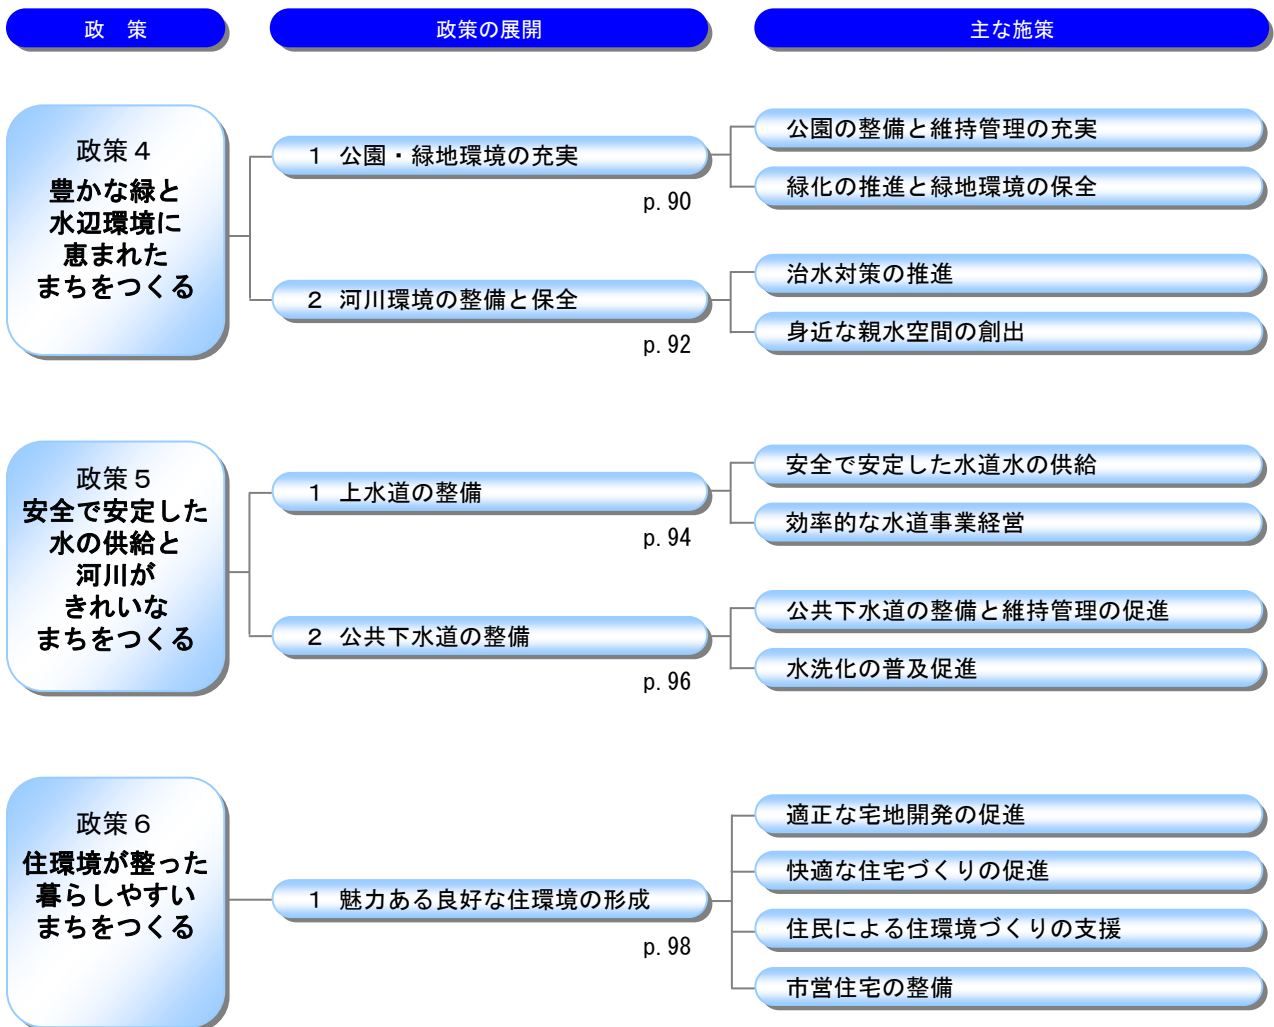 政　策
政策の展開
主な施策
政策４
豊かな緑と
水辺環境に
恵まれた
まちをつくる
１ 公園・緑地環境の充実
p. 90
公園の整備と維持管理の充実
緑化の推進と緑地環境の保全
２ 河川環境の整備と保全
p. 92
治水対策の推進
身近な親水空間の創出
政策５
安全で安定した
水の供給と
河川が
きれいな
まちをつくる
１ 上水道の整備
p. 94
安全で安定した水道水の供給
効率的な水道事業経営
２ 公共下水道の整備
p. 96
公共下水道の整備と維持管理の促進
水洗化の普及促進
政策６
住環境が整った
暮らしやすい
まちをつくる
１ 魅力ある良好な住環境の形成
p. 98
適正な宅地開発の促進
快適な住宅づくりの促進
住民による住環境づくりの支援
市営住宅の整備